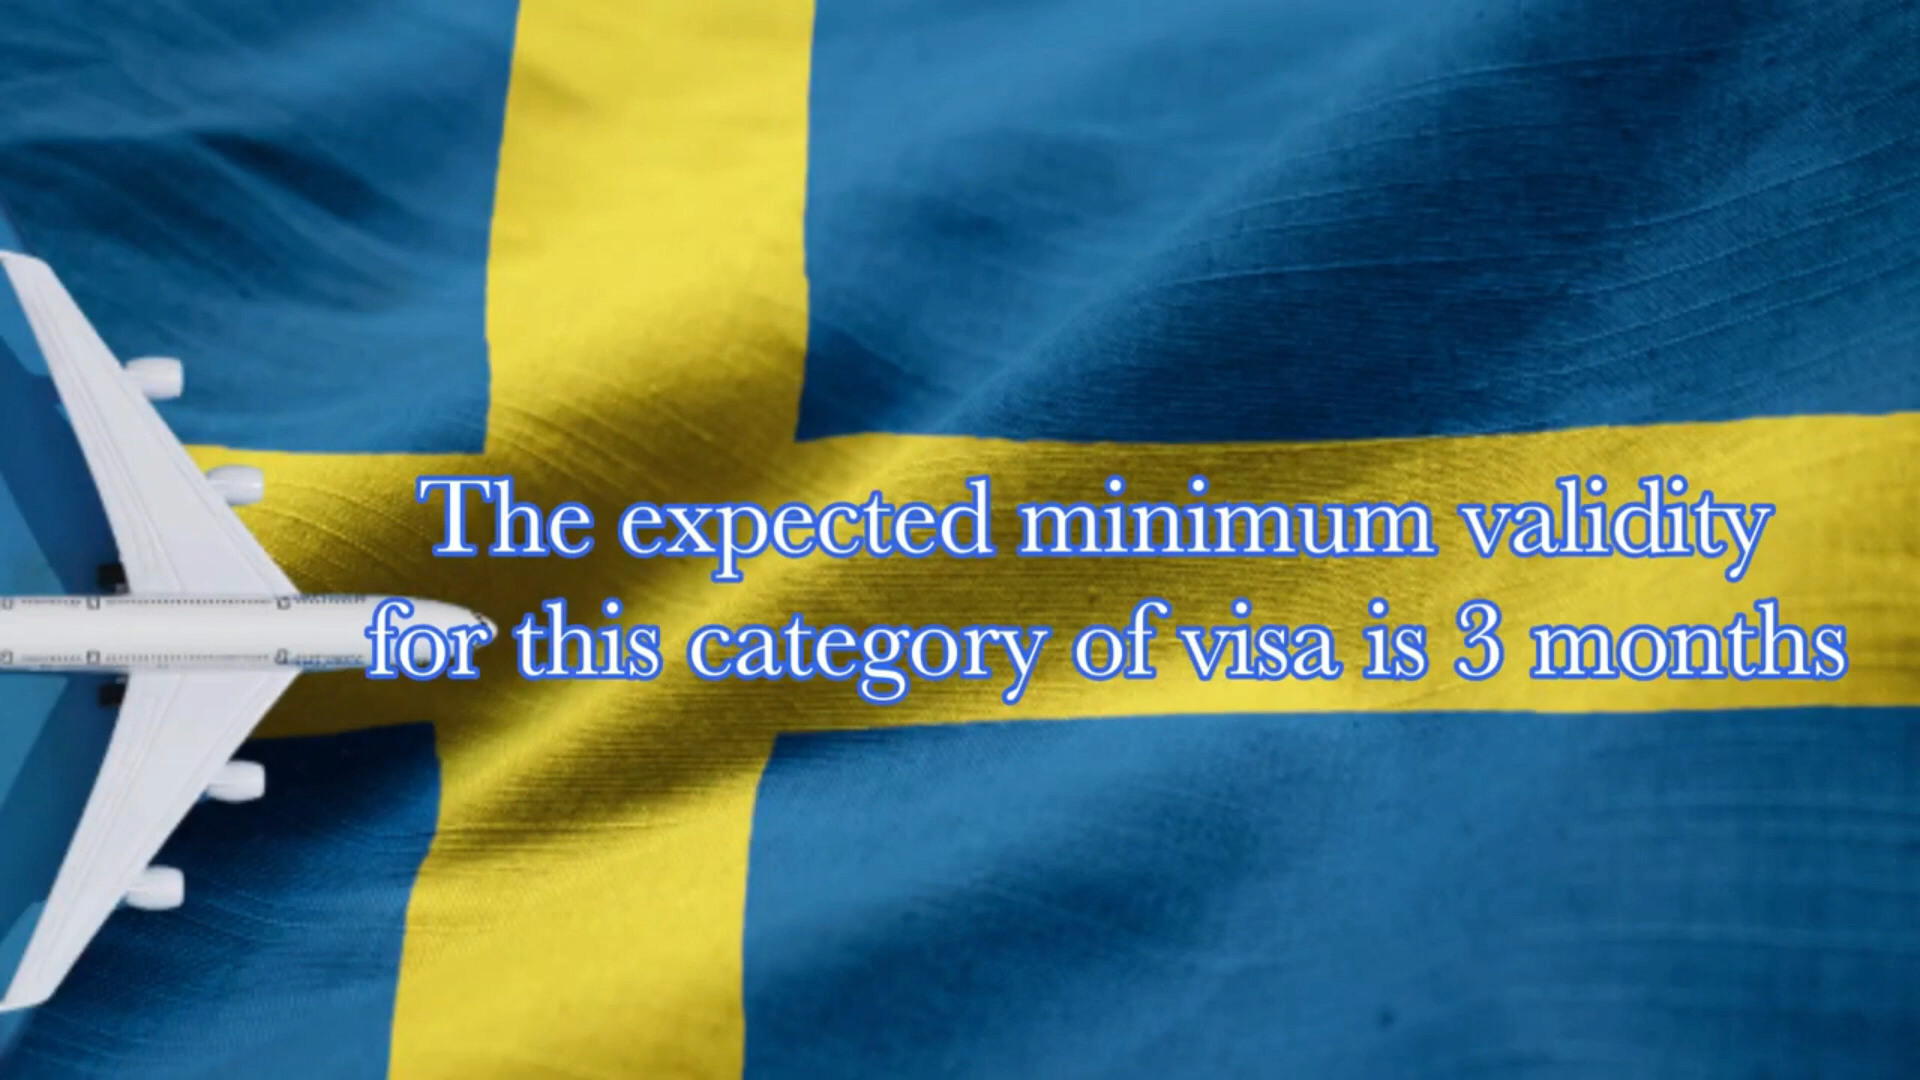 The expected minimum validity
for this category of visa is 3 months